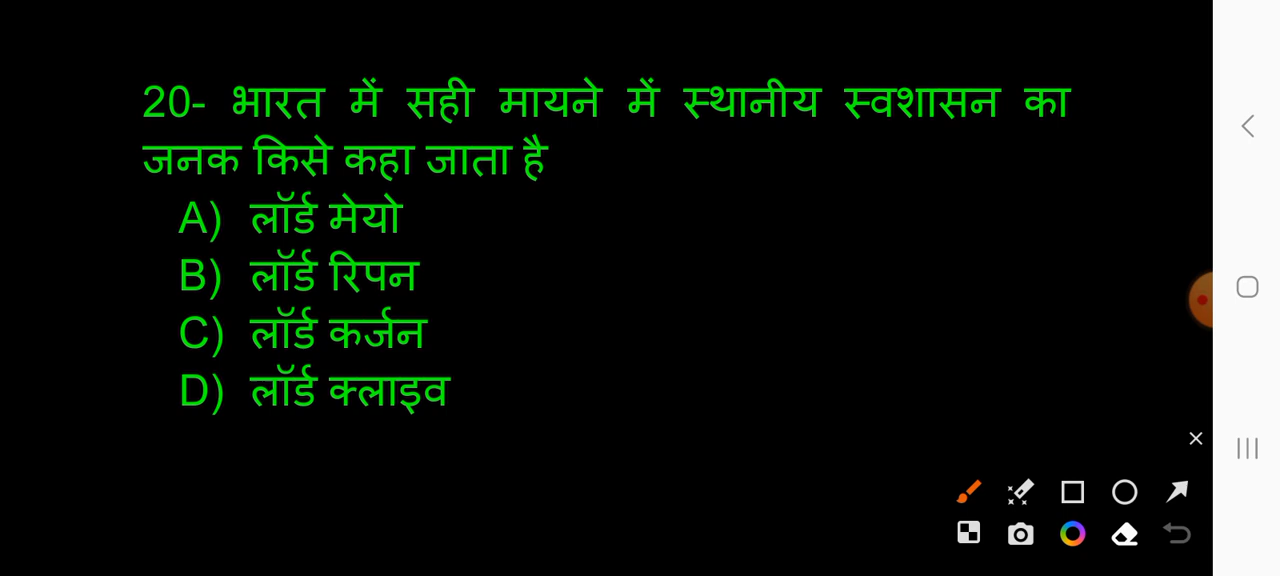 20- भारत में सही मायने में स्थानीय स्वशासन का
जनक किसे कहा जाता है
A) लॉर्ड मेयो
B) लॉर्ड रिपन
C) लॉर्ड कर्जन
D) लॉर्ड क्लाइव